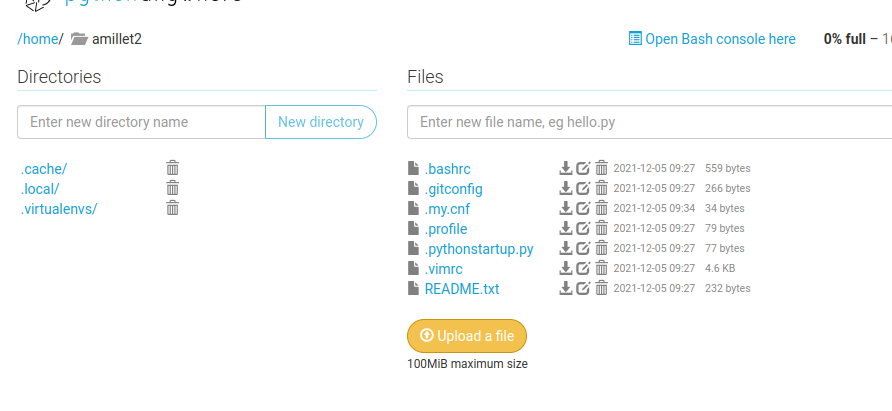 /home/ amillet2
Open Bash console here
0% full –
Directories
Enter new directory name
New directory
.cache/
.local/
.virtualenvs/
Files
Enter new file name, eg hello.py
.bashrc 2021-12-05 09:27 559 bytes
.gitconfig 2021-12-05 09:27 266 bytes
.my.cnf 2021-12-05 09:34 34 bytes
.profile 2021-12-05 09:27 79 bytes
.pythonstartup.py 2021-12-05 09:27 77 bytes
.vimrc 2021-12-05 09:27 4.6 KB
README.txt 2021-12-05 09:27 232 bytes
Upload a file
100MiB maximum size